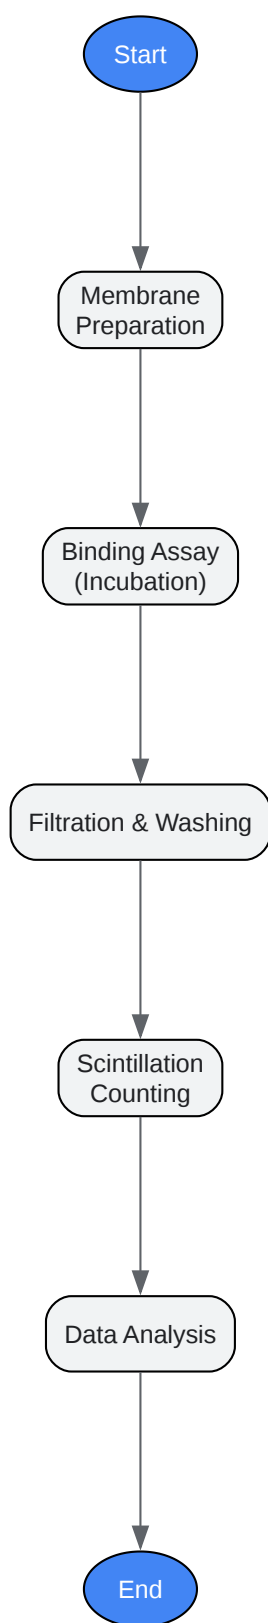 Start
Membrane
Preparation
Binding Assay
(Incubation)
Filtration & Washing
Scintillation
Counting
Data Analysis
End